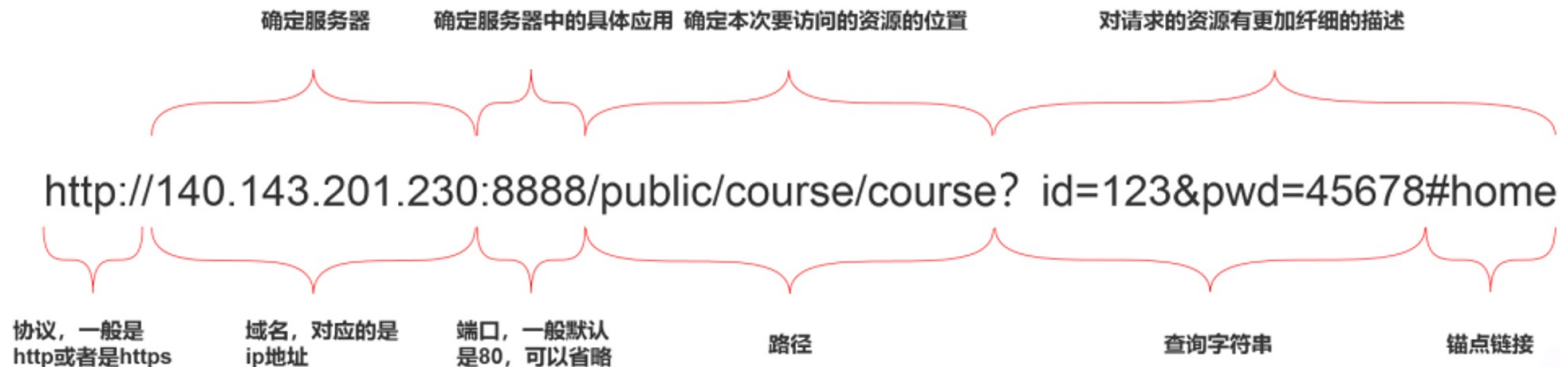 确定服务器 确定服务器中的具体应用 确定本次要访问的资源的位置 对请求的资源有更加纤细的描述
http://140.143.201.230:8888/public/course/course？ id=123&pwd=45678#home
协议，一般是
http或者是https
域名，对应的是
ip地址
端口，一般默认
是80，可以省略
路径
查询字符串
锚点链接